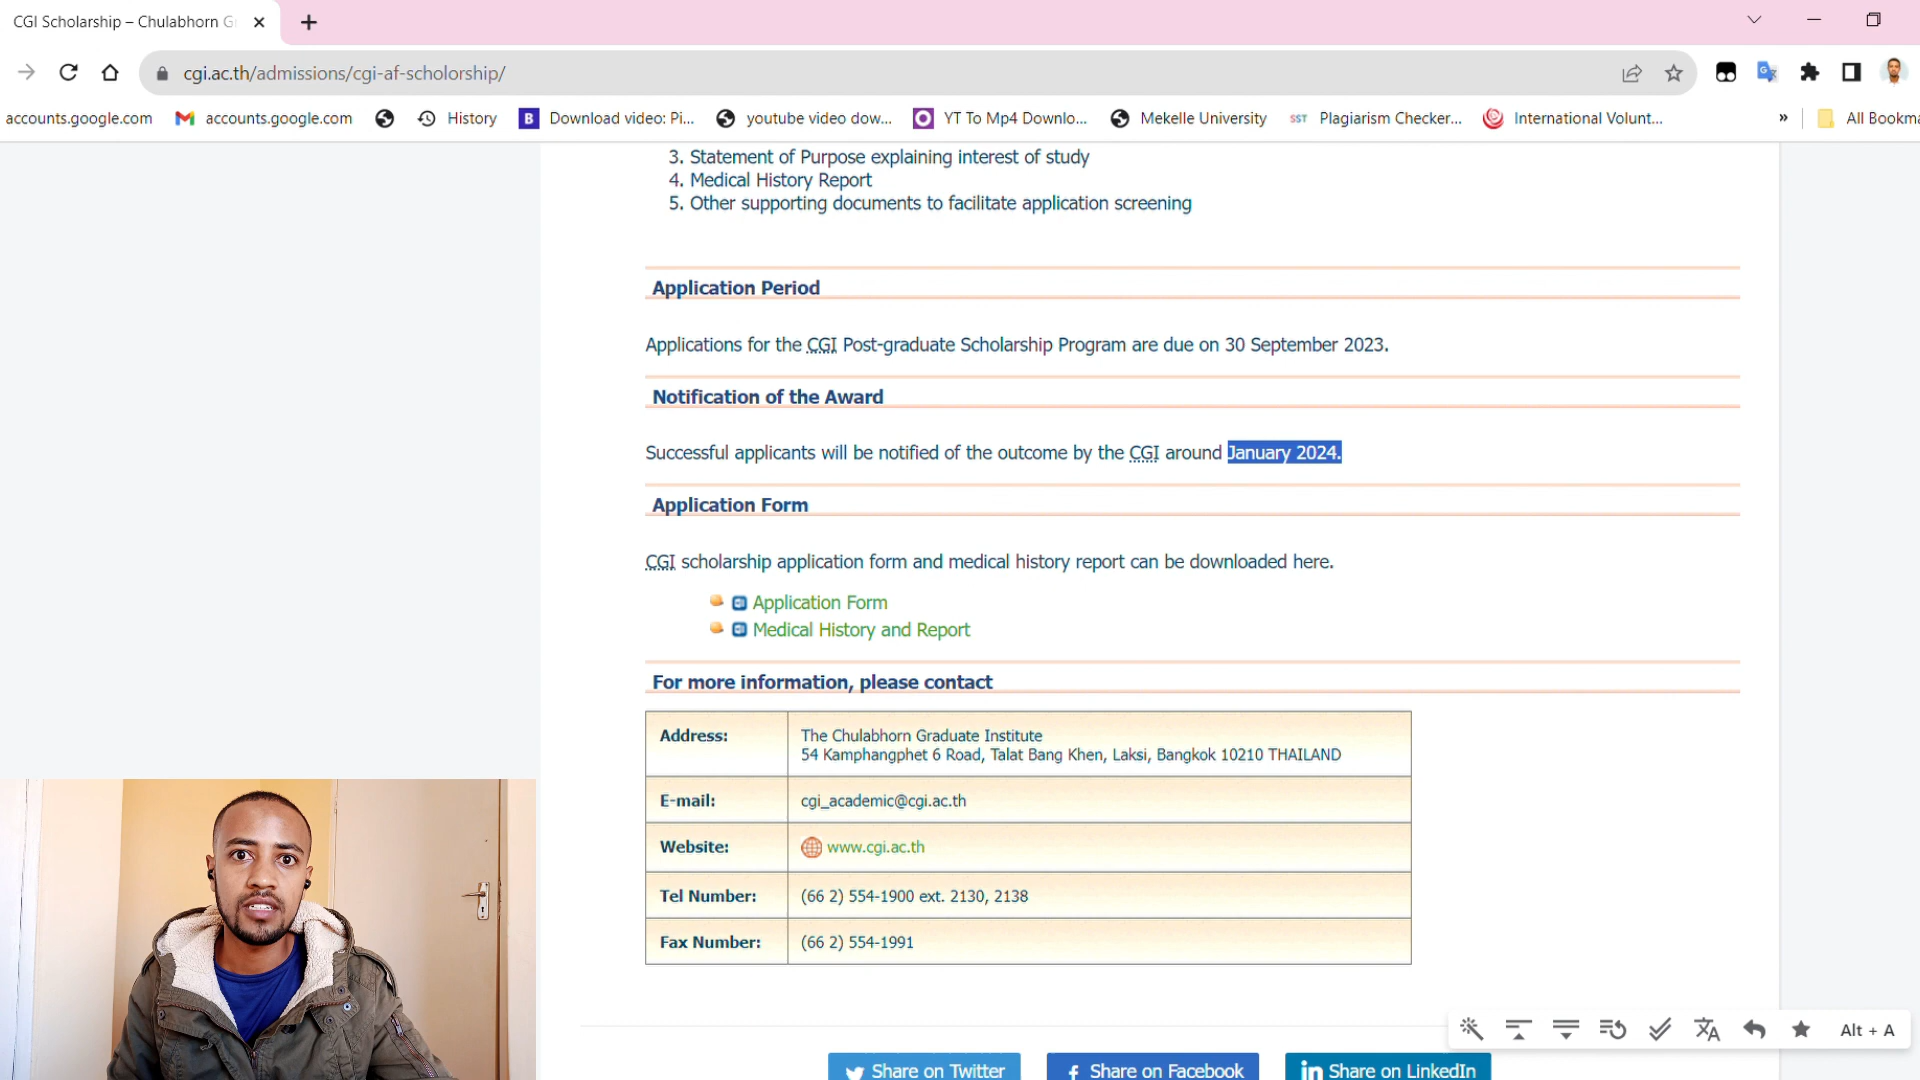 CGI Scholarship – Chulabhorn G
cgi.ac.th/admissions/cgi-af-scholorship/
accounts.google.com
accounts.google.com
History
B Download video: Pi...
youtube video dow...
YT To Mp4 Downlo...
Mekelle University
SST Plagiarism Checker...
International Volunt...
»
All Bookma
3. Statement of Purpose explaining interest of study
4. Medical History Report
5. Other supporting documents to facilitate application screening
Application Period
Applications for the CGI Post-graduate Scholarship Program are due on 30 September 2023.
Notification of the Award
Successful applicants will be notified of the outcome by the CGI around January 2024.
Application Form
CGI scholarship application form and medical history report can be downloaded here.
Application Form
Medical History and Report
For more information, please contact
Address: The Chulabhorn Graduate Institute
54 Kamphangphet 6 Road, Talat Bang Khen, Laksi, Bangkok 10210 THAILAND
E-mail: cgi_academic@cgi.ac.th
Website: www.cgi.ac.th
Tel Number: (66 2) 554-1900 ext. 2130, 2138
Fax Number: (66 2) 554-1991
Alt + A
Share on Twitter
Share on Facebook
Share on LinkedIn